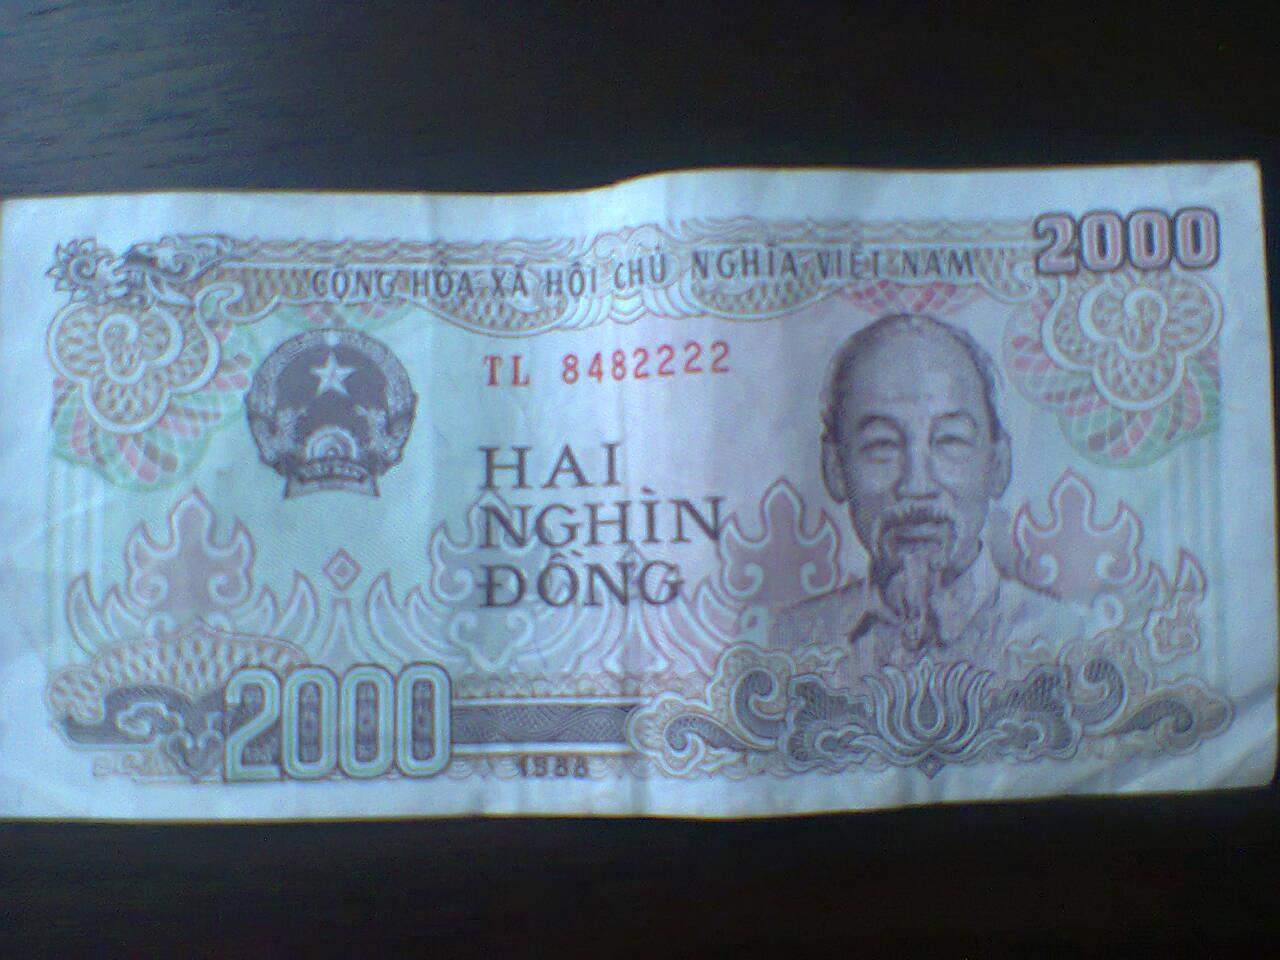 CỘNG HÒA XÃ HỘI CHỦ NGHĨA VIỆT NAM
2000
TL 8482222
HAI
NGHÌN
ĐỒNG
2000
1988